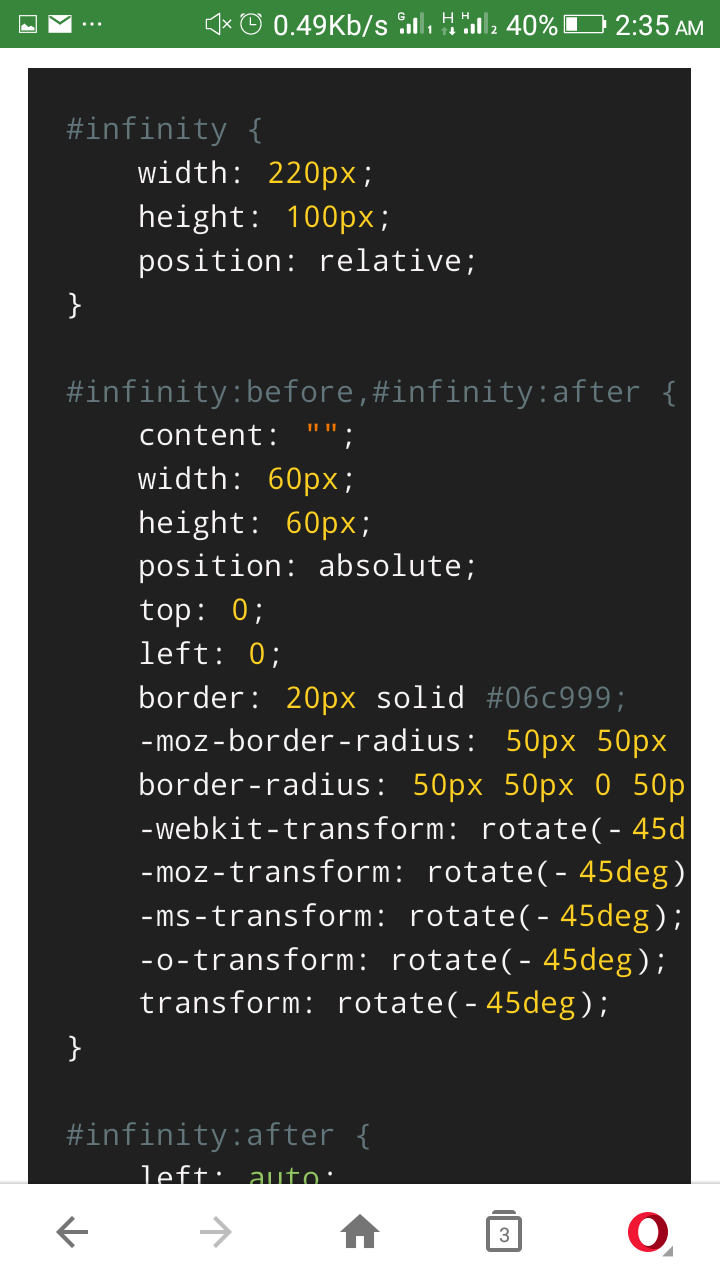 0.49Kb/s G 1 H H 2 40% 2:35 AM
#infinity {
width: 220px;
height: 100px;
position: relative;
}
#infinity:before,#infinity:after {
content: "";
width: 60px;
height: 60px;
position: absolute;
top: 0;
left: 0;
border: 20px solid #06c999;
-moz-border-radius: 50px 50px
border-radius: 50px 50px 0 50p
-webkit-transform: rotate(-45d
-moz-transform: rotate(-45deg)
-ms-transform: rotate(-45deg);
-o-transform: rotate(-45deg);
transform: rotate(-45deg);
}
#infinity:after {
left: auto;
3